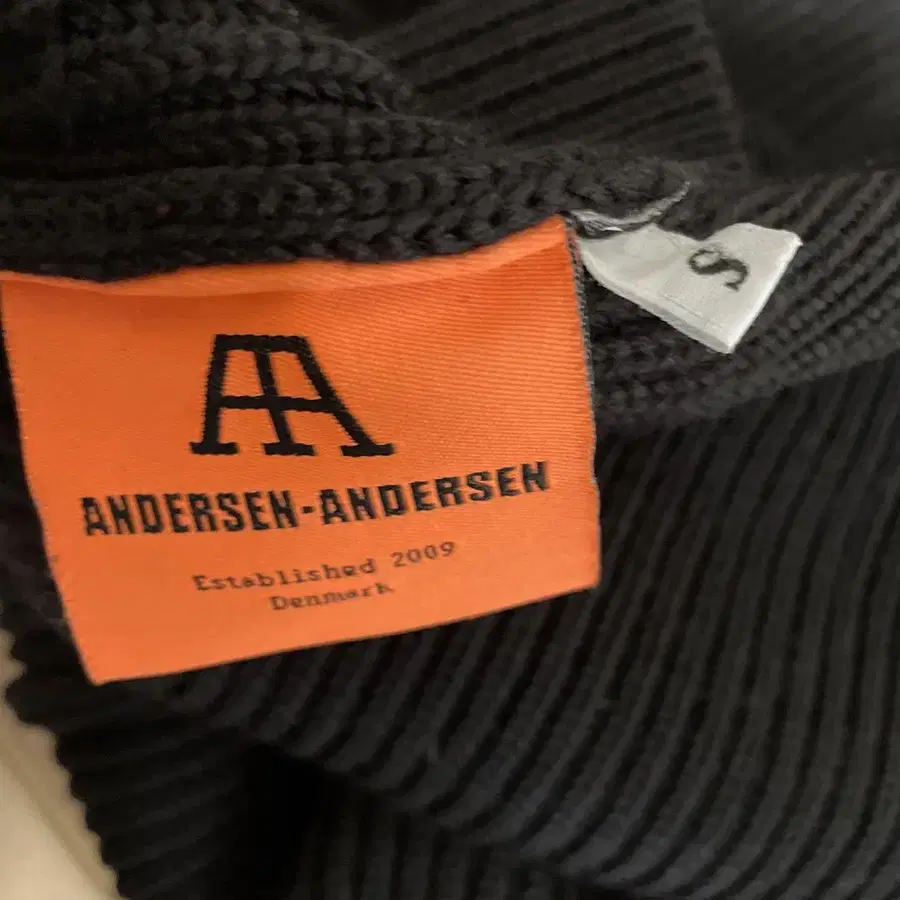 AA
ANDERSEN-ANDERSEN
Established 2009
Denmark
S